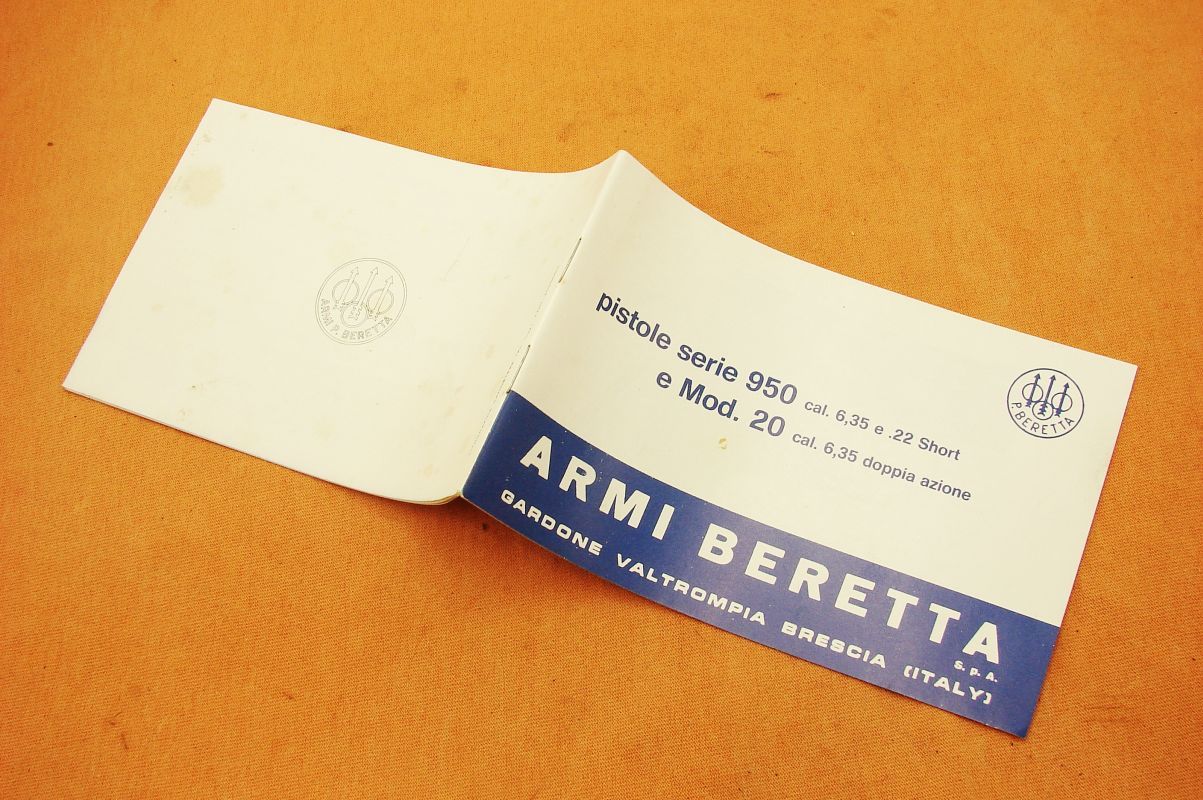 ARMI P. BERETTA
pistole serie 950 cal. 6,35 e .22 Short
e Mod. 20 cal. 6,35 doppia azione
P. BERETTA
ARMI BERETTA
S. p. A.
GARDONE VALTROMPIA BRESCIA (ITALY)